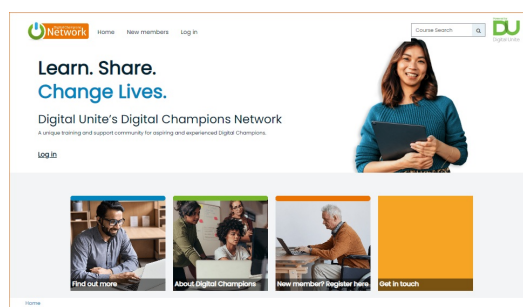 Network
Home New members Log in
Course Search
DU
Digital Unite
Learn. Share.
Change Lives.
Digital Unite's Digital Champions Network
A unique training and support community for aspiring and experienced Digital Champions.
Log in
Find out more
About Digital Champions
New member? Register here
Get in touch
Home